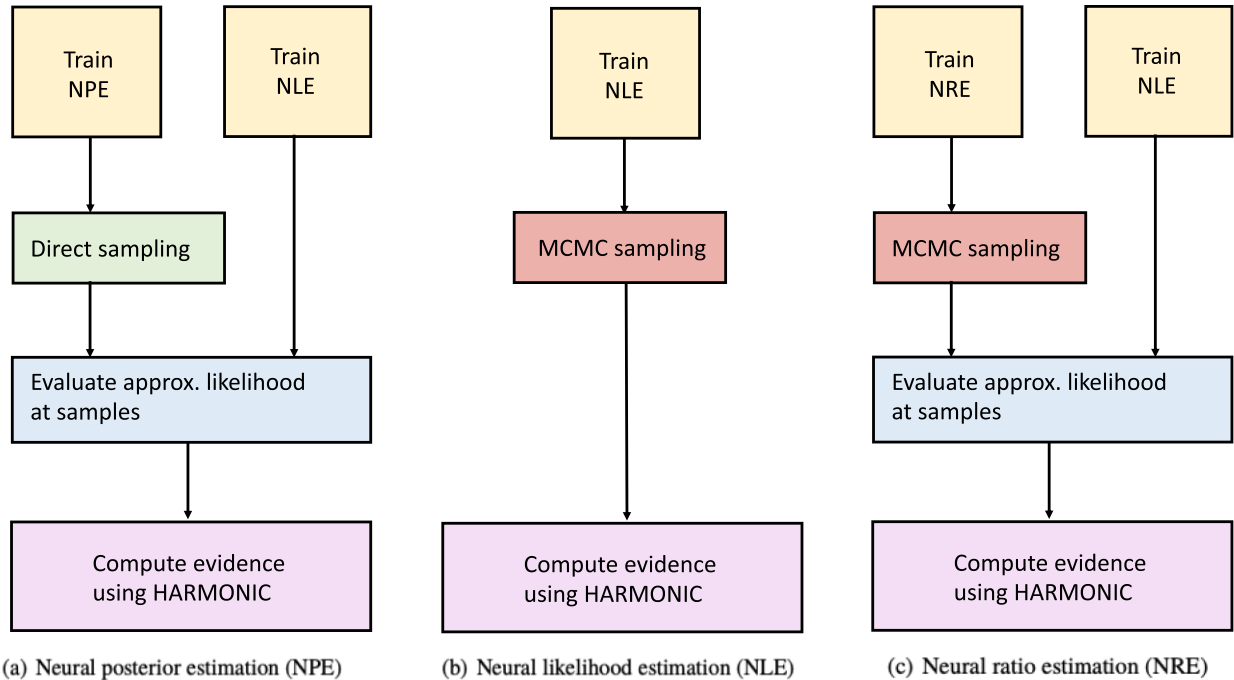 Train
NPE
Train
NLE
Direct sampling
Evaluate approx. likelihood
at samples
Compute evidence
using HARMONIC
(a) Neural posterior estimation (NPE)
Train
NLE
MCMC sampling
Compute evidence
using HARMONIC
(b) Neural likelihood estimation (NLE)
Train
NRE
Train
NLE
MCMC sampling
Evaluate approx. likelihood
at samples
Compute evidence
using HARMONIC
(c) Neural ratio estimation (NRE)